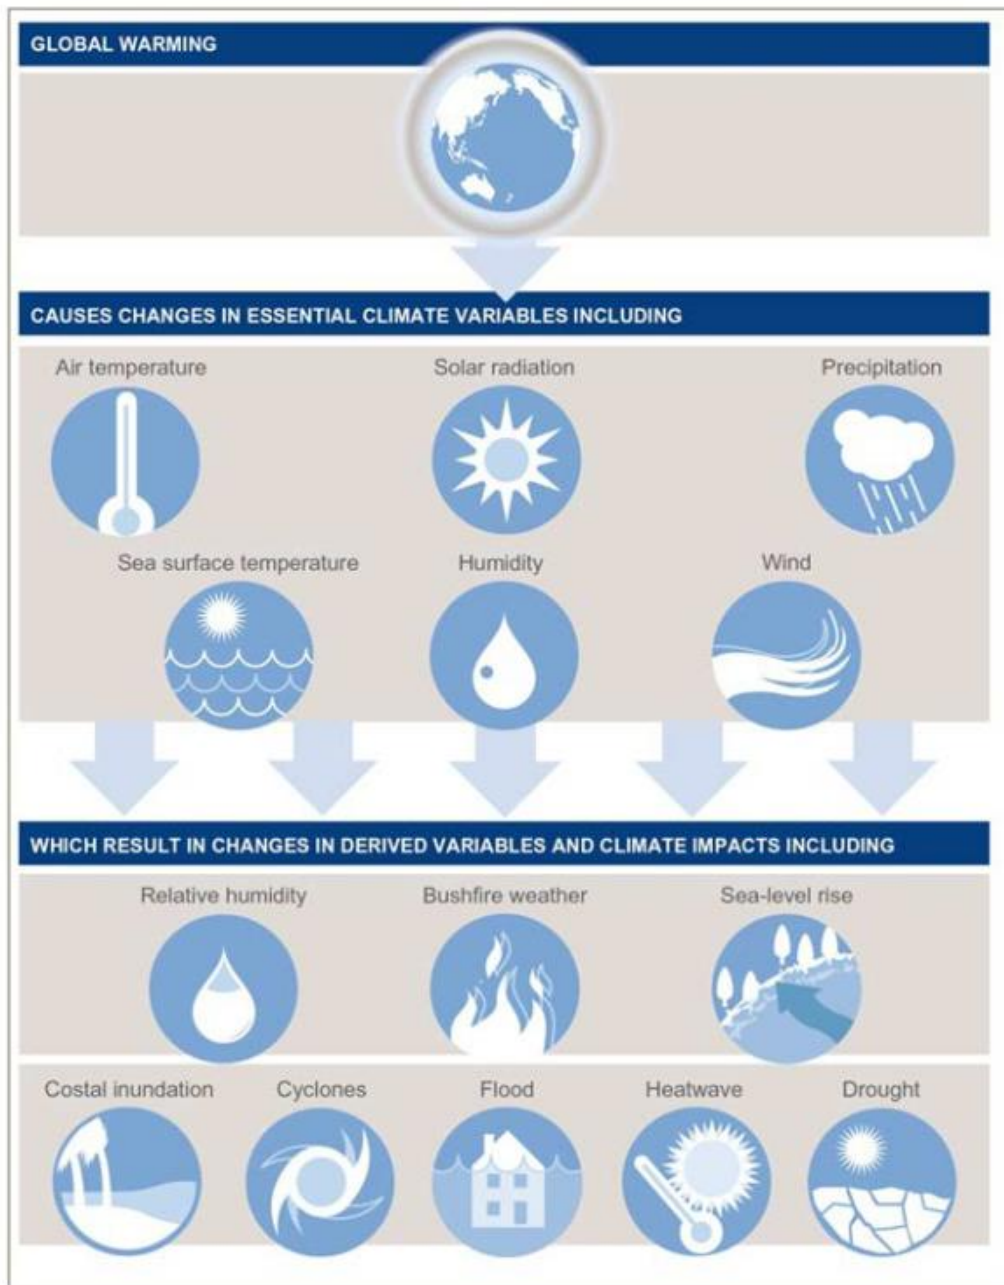 GLOBAL WARMING
CAUSES CHANGES IN ESSENTIAL CLIMATE VARIABLES INCLUDING
Air temperature
Solar radiation
Precipitation
Sea surface temperature
Humidity
Wind
WHICH RESULT IN CHANGES IN DERIVED VARIABLES AND CLIMATE IMPACTS INCLUDING
Relative humidity
Bushfire weather
Sea-level rise
Costal inundation
Cyclones
Flood
Heatwave
Drought